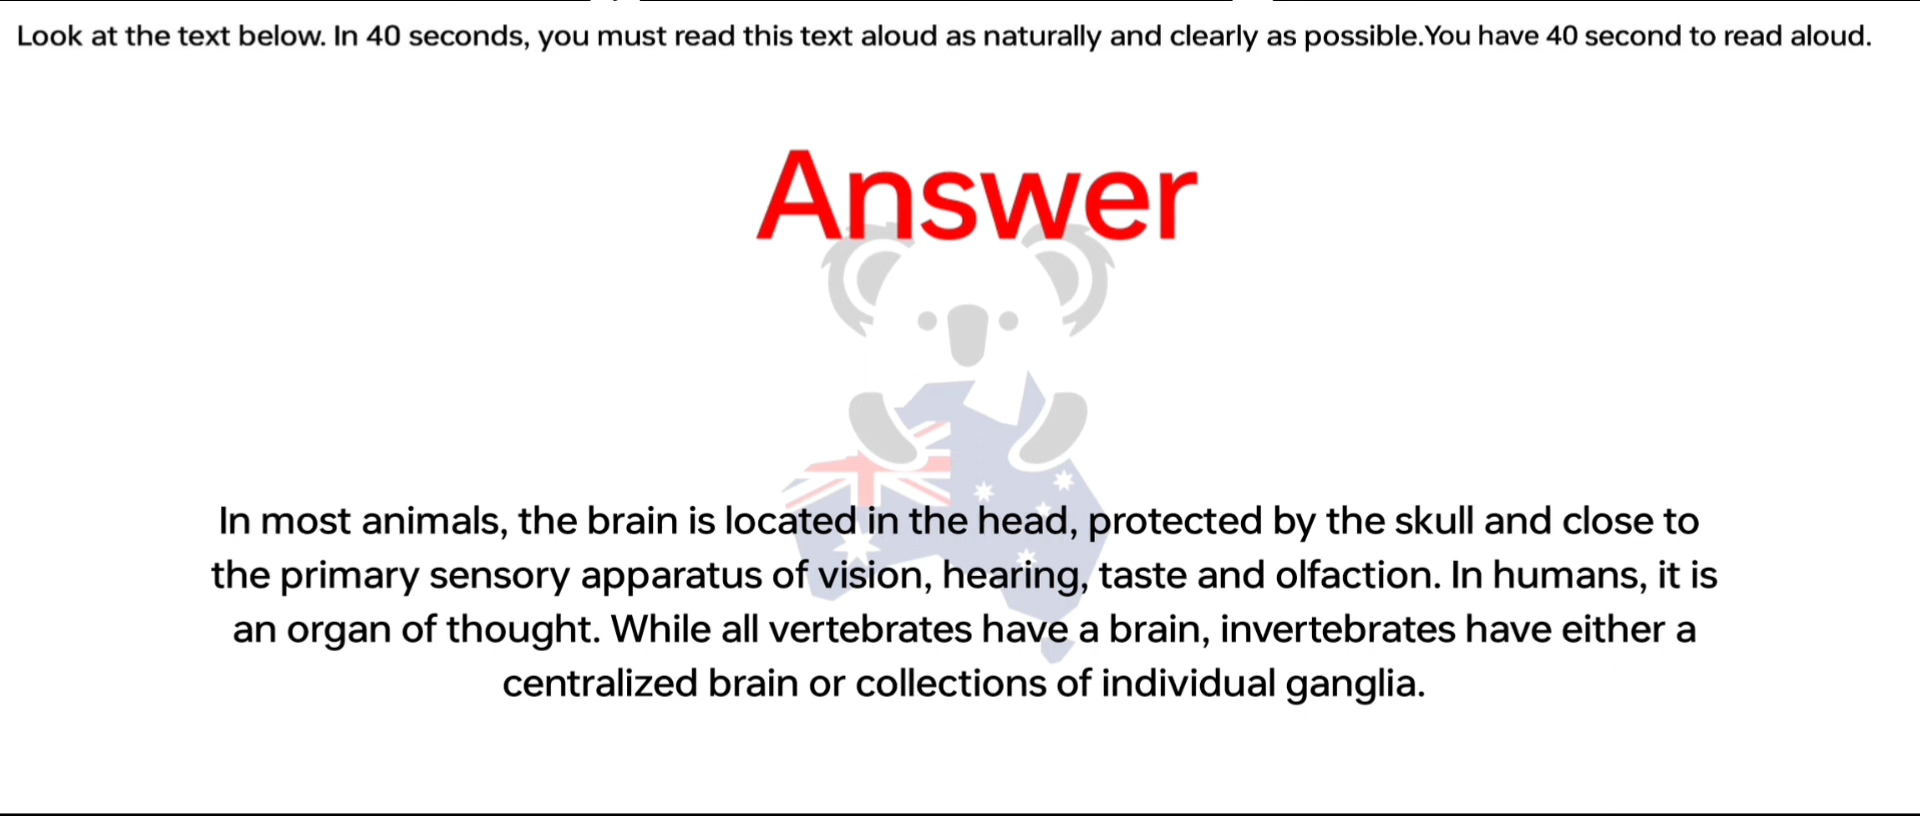 Look at the text below. In 40 seconds, you must read this text aloud as naturally and clearly as possible.You have 40 second to read aloud.
Answer
In most animals, the brain is located in the head, protected by the skull and close to
the primary sensory apparatus of vision, hearing, taste and olfaction. In humans, it is
an organ of thought. While all vertebrates have a brain, invertebrates have either a
centralized brain or collections of individual ganglia.